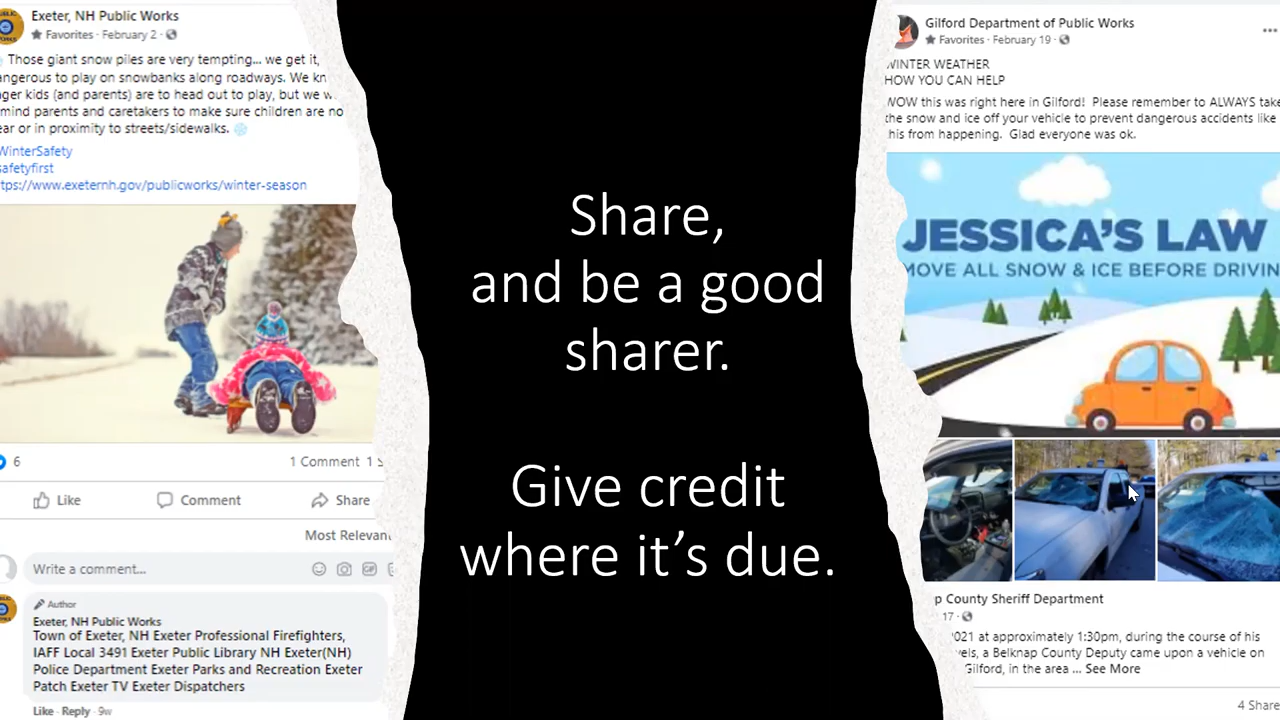 Exeter, NH Public Works
Favorites · February 2 ·
Those giant snow piles are very tempting... we get it,
angerous to play on snowbanks along roadways. We kn
ger kids (and parents) are to head out to play, but we w
mind parents and caretakers to make sure children are no
ear or in proximity to streets/sidewalks.
WinterSafety
safetyfirst
tps://www.exeternh.gov/publicworks/winter-season
6
1 Comment 1 S
Like
Comment
Share
Most Relevan
Write a comment...
GIF
Author
Exeter, NH Public Works
Town of Exeter, NH Exeter Professional Firefighters,
IAFF Local 3491 Exeter Public Library NH Exeter(NH)
Police Department Exeter Parks and Recreation Exeter
Patch Exeter TV Exeter Dispatchers
Like · Reply · 9w
Share,
and be a good
sharer.
Give credit
where it's due.
Gilford Department of Public Works
Favorites · February 19 ·
WINTER WEATHER
HOW YOU CAN HELP
WOW this was right here in Gilford! Please remember to ALWAYS take
the snow and ice off your vehicle to prevent dangerous accidents like
this from happening. Glad everyone was ok.
JESSICA'S LAW
MOVE ALL SNOW & ICE BEFORE DRIVIN
p County Sheriff Department
17 ·
2021 at approximately 1:30pm, during the course of his
vels, a Belknap County Deputy came upon a vehicle on
Gilford, in the area ... See More
4 Share